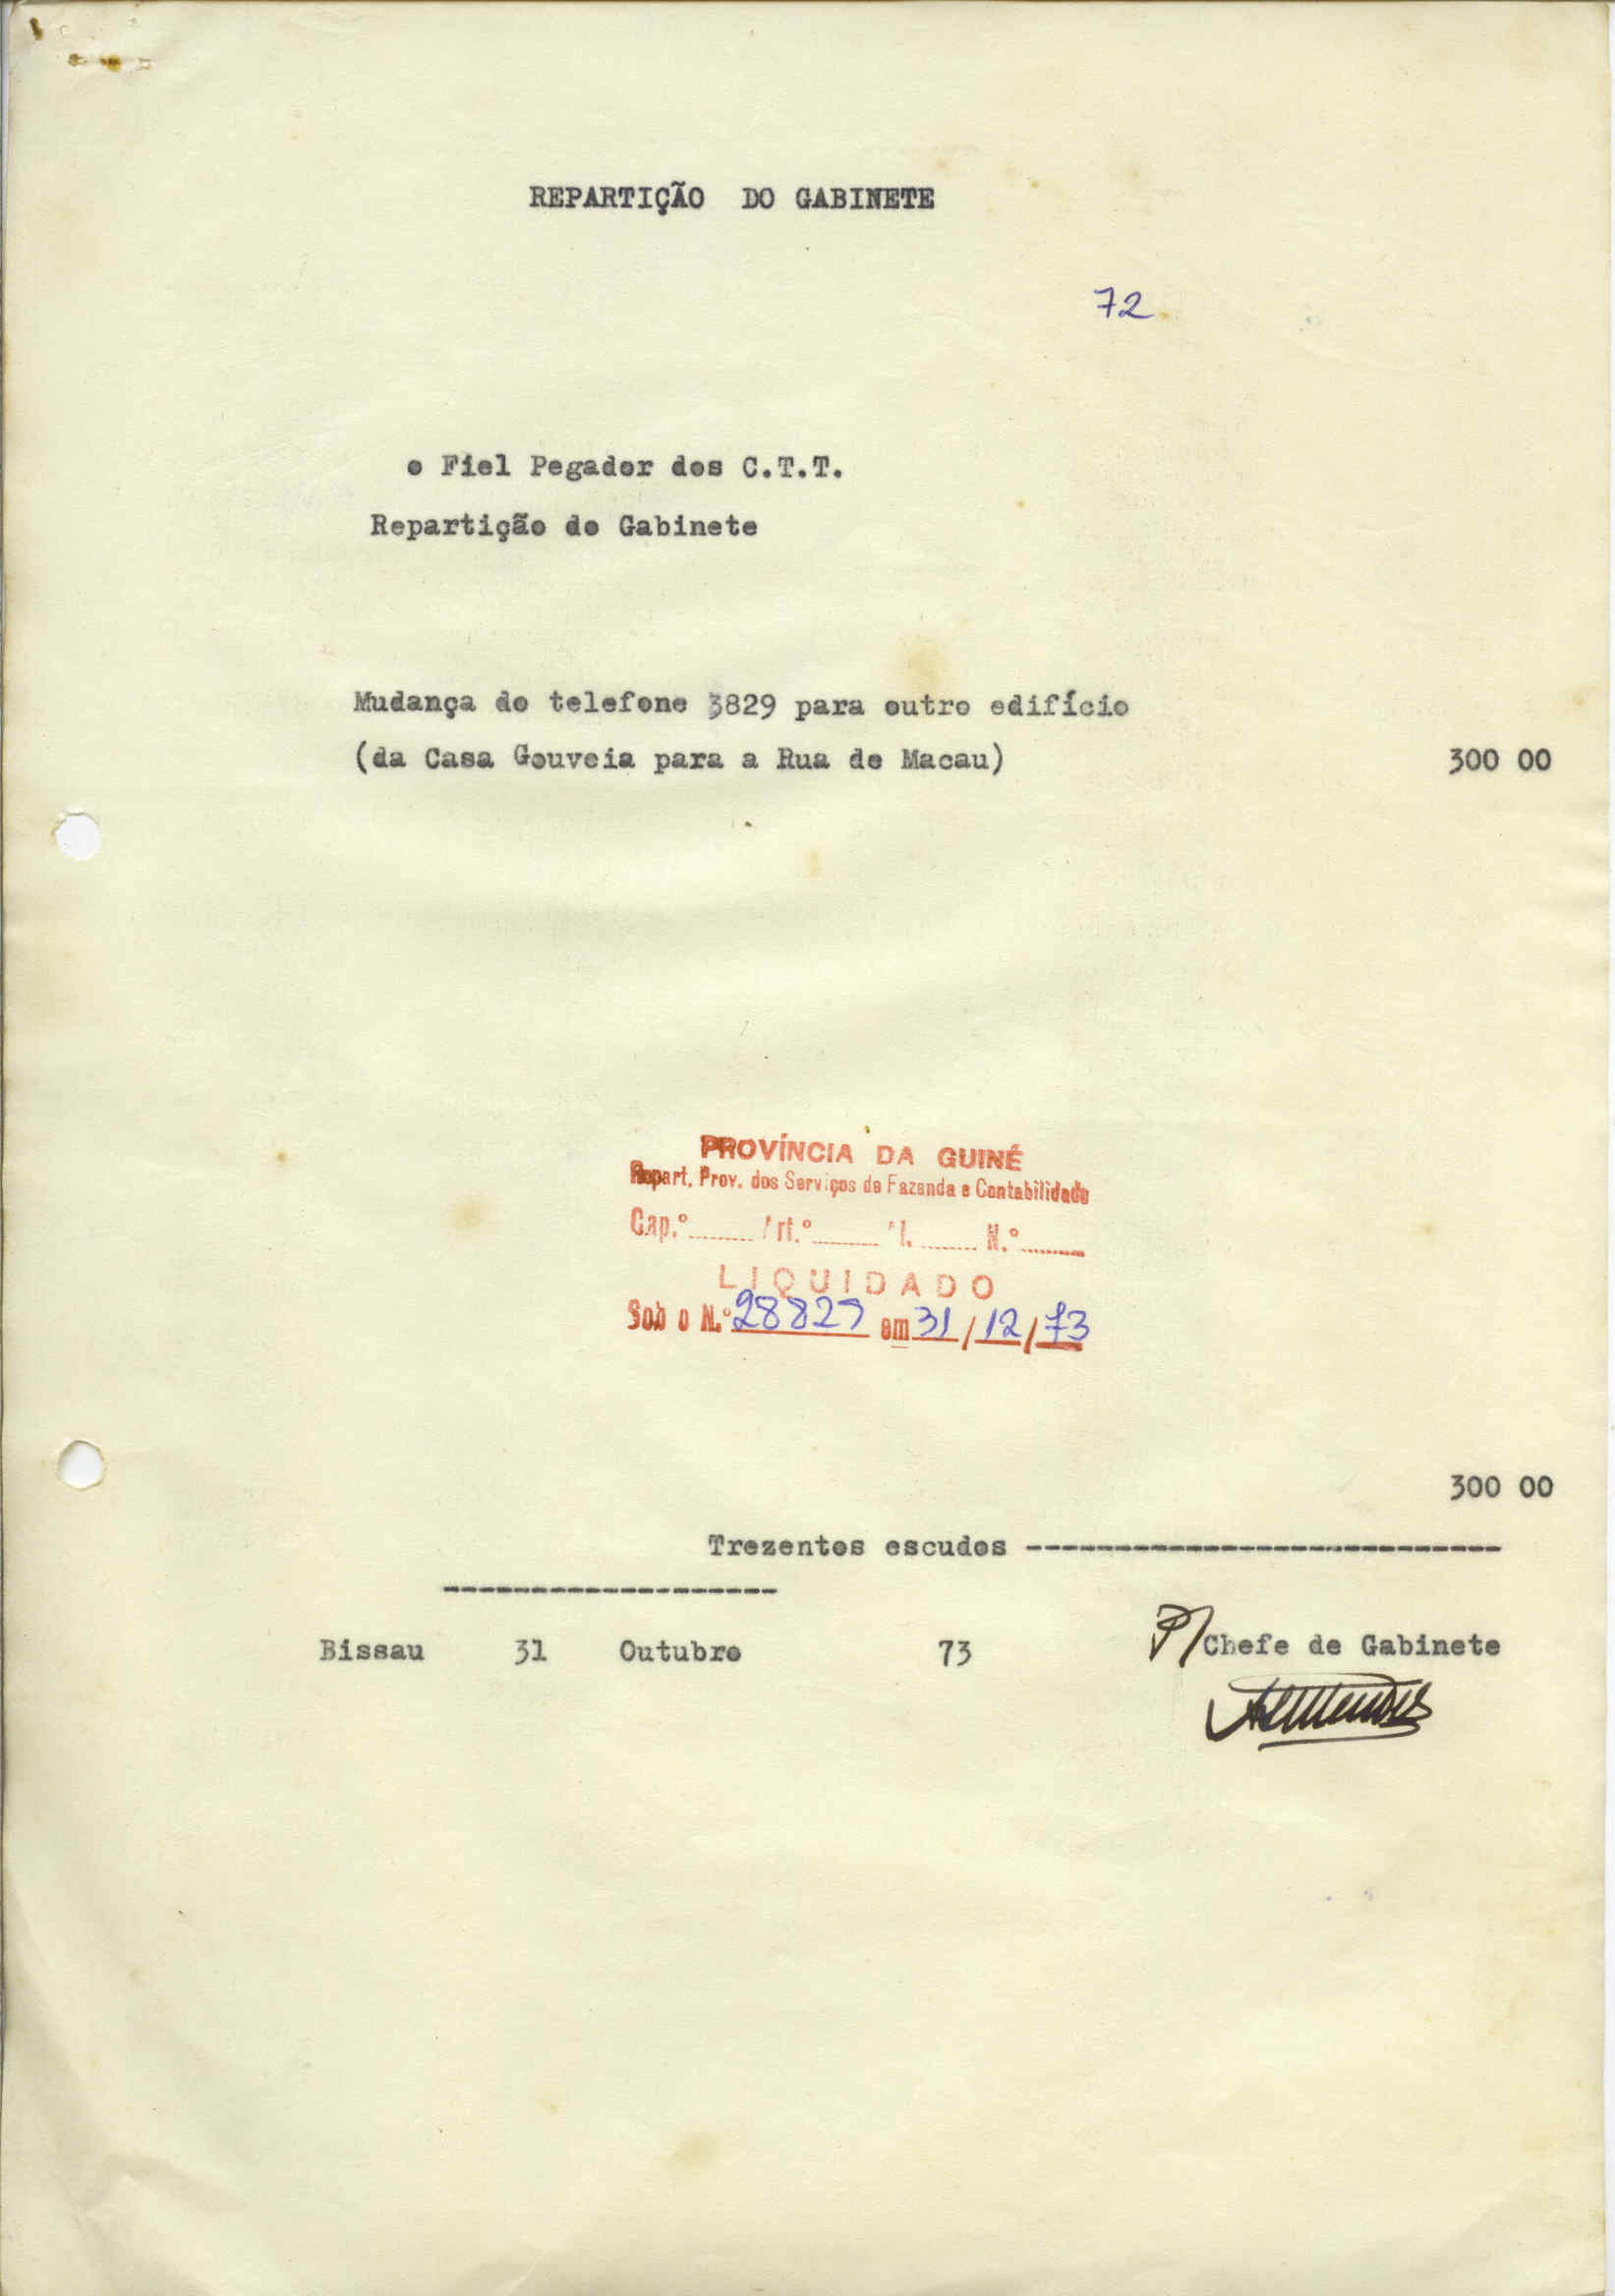 REPARTIÇÃO DO GABINETE
72
o Fiel Pegador dos C.T.T.
Repartição do Gabinete
Mudança do telefone 3829 para outro edifício
(da Casa Gouveia para a Rua de Macau) 300 00
PROVÍNCIA DA GUINÉ
Repart. Prov. dos Serviços de Fazenda e Contabilidade
Cap.º ........ Art.º ........ N.º ........
LIQUIDADO
Sob o N.º 28829 em 31/12/73
300 00
Trezentos escudos ---------------------------
-------------------
Bissau 31 Outubro 73 P/Chefe de Gabinete